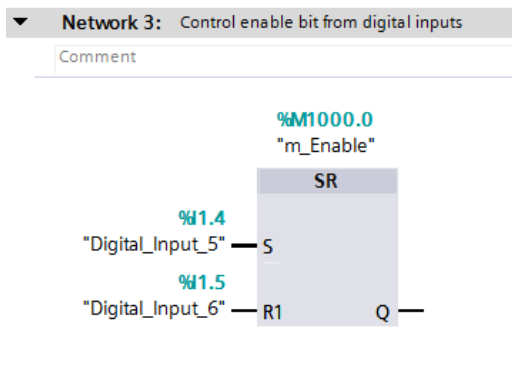 Network 3: Control enable bit from digital inputs
Comment
%M1000.0
"m_Enable"
SR
%I1.4
"Digital_Input_5"
S
%I1.5
"Digital_Input_6"
R1
Q